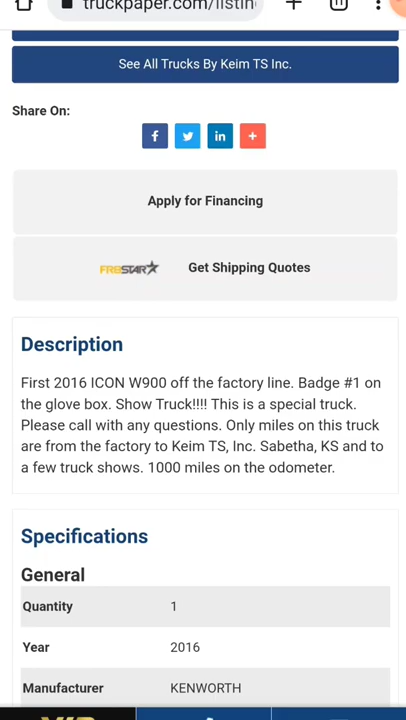 truckpaper.com/listin
See All Trucks By Keim TS Inc.
Share On:
Apply for Financing
FR8STAR Get Shipping Quotes
Description
First 2016 ICON W900 off the factory line. Badge #1 on
the glove box. Show Truck!!!! This is a special truck.
Please call with any questions. Only miles on this truck
are from the factory to Keim TS, Inc. Sabetha, KS and to
a few truck shows. 1000 miles on the odometer.
Specifications
General
Quantity 1
Year 2016
Manufacturer KENWORTH